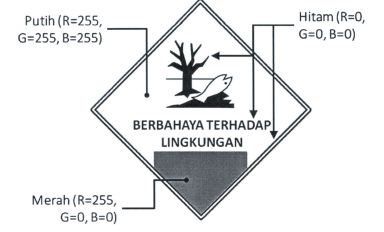 Putih (R=255,
G=255, B=255)
Hitam (R=0,
G=0, B=0)
BERBAHAYA TERHADAP
LINGKUNGAN
Merah (R=255,
G=0, B=0)